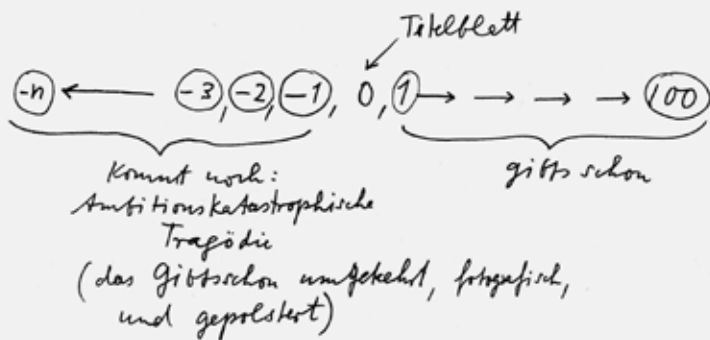 Titelblatt
-n ← -3, -2, -1, 0, 1 → → → → 100
kommt noch:
gibts schon
Ambitionskatastrophische
Tragödie
(das Gibtsschon umgekehrt, fotografisch,
und gepolstert)